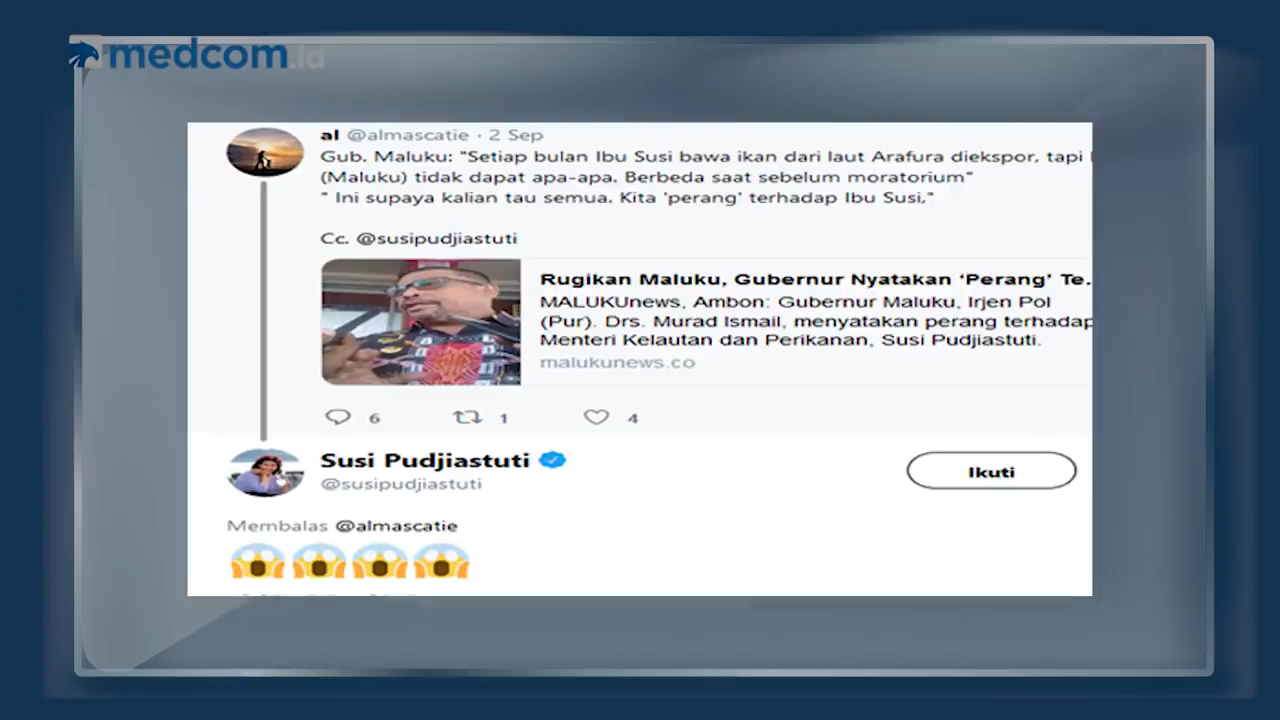 medcom.id
al @almascatie · 2 Sep
Gub. Maluku: "Setiap bulan Ibu Susi bawa ikan dari laut Arafura diekspor, tapi
(Maluku) tidak dapat apa-apa. Berbeda saat sebelum moratorium"
" Ini supaya kalian tau semua. Kita 'perang' terhadap Ibu Susi,"
Cc. @susipudjiastuti
Rugikan Maluku, Gubernur Nyatakan ‘Perang’ Te...
MALUKUnews, Ambon: Gubernur Maluku, Irjen Pol
(Pur). Drs. Murad Ismail, menyatakan perang terhadap
Menteri Kelautan dan Perikanan, Susi Pudjiastuti.
malukunews.co
6 1 4
Susi Pudjiastuti
@susipudjiastuti
Ikuti
Membalas @almascatie
😱😱😱😱